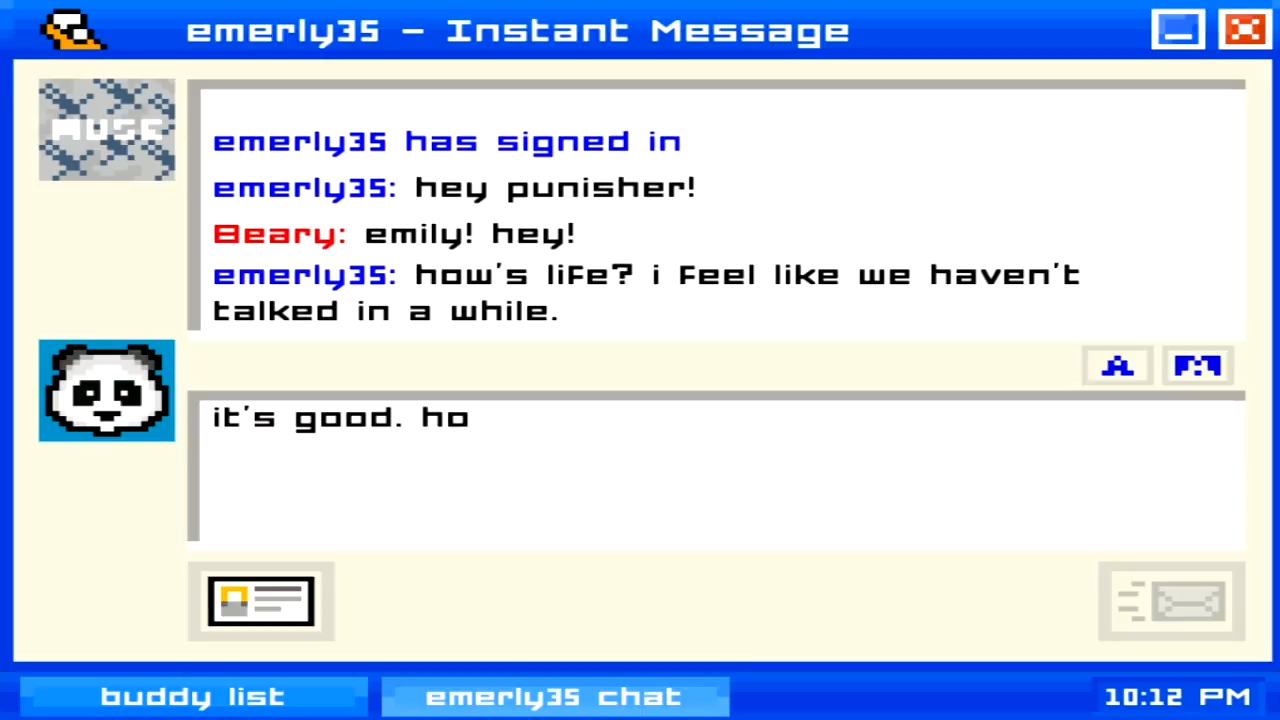 emerly35 - Instant Message
MUSE
emerly35 has signed in
emerly35: hey punisher!
Beary: emily! hey!
emerly35: how's life? i feel like we haven't
talked in a while.
A
it's good. ho
buddy list
emerly35 chat
10:12 PM